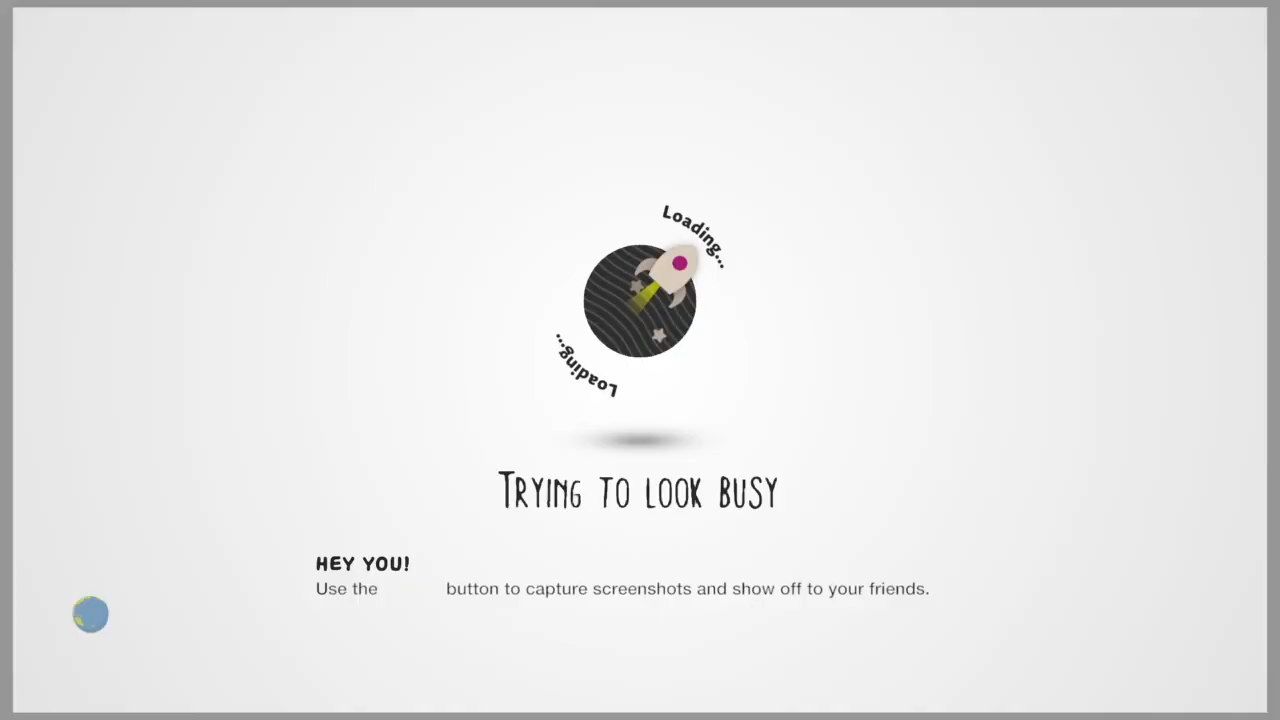 Loading...
Loading...
Trying to look busy
HEY YOU!
Use the button to capture screenshots and show off to your friends.